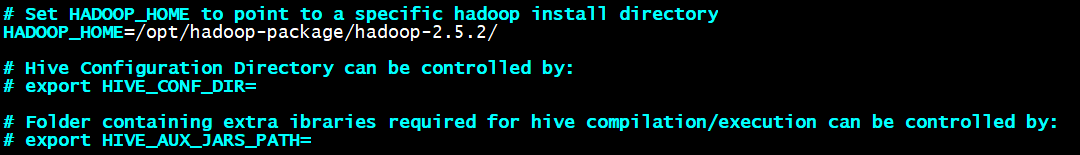 # Set HADOOP_HOME to point to a specific hadoop install directory
HADOOP_HOME=/opt/hadoop-package/hadoop-2.5.2/
# Hive Configuration Directory can be controlled by:
# export HIVE_CONF_DIR=
# Folder containing extra ibraries required for hive compilation/execution can be controlled by:
# export HIVE_AUX_JARS_PATH=